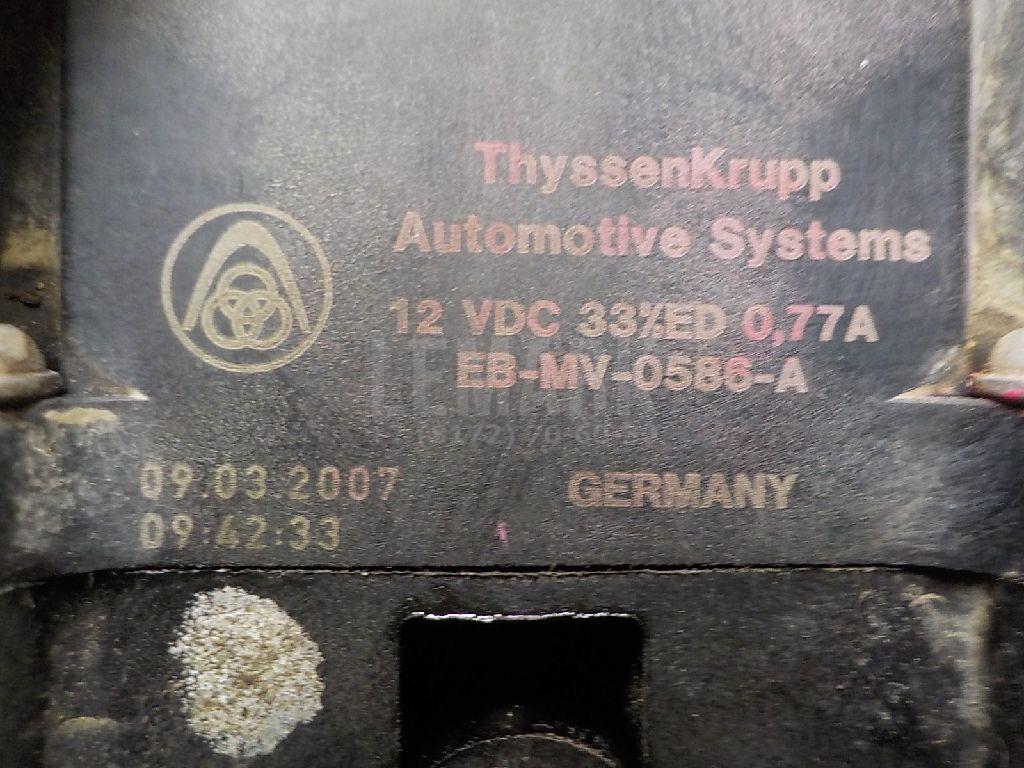 ThyssenKrupp
Automotive Systems
12 VDC 33%ED 0,77A
EB-MV-0586-A
09.03.2007
GERMANY
09:42:33